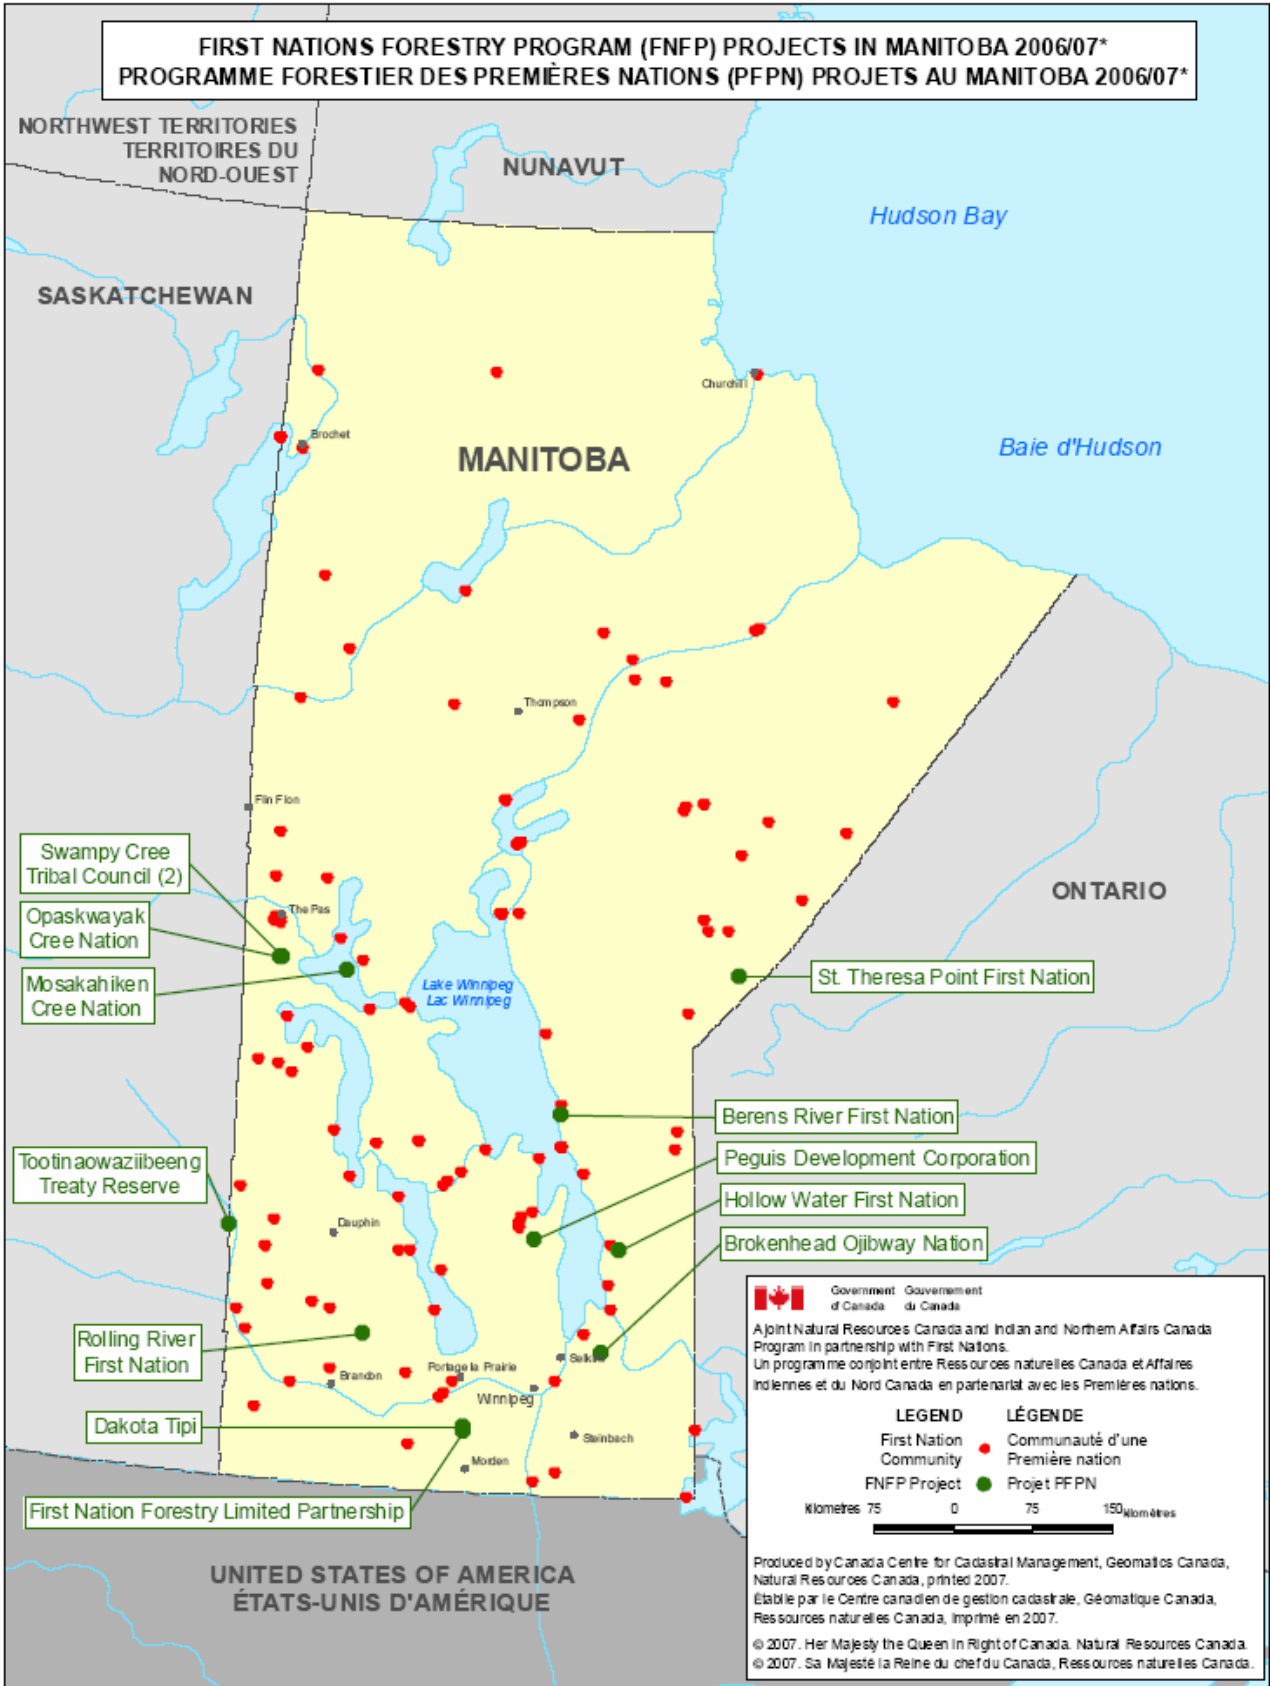 FIRST NATIONS FORESTRY PROGRAM (FNFP) PROJECTS IN MANITOBA 2006/07*
PROGRAMME FORESTIER DES PREMIÈRES NATIONS (PFPN) PROJETS AU MANITOBA 2006/07*
NORTHWEST TERRITORIES
TERRITOIRES DU
NORD-OUEST
NUNAVUT
Hudson Bay
SASKATCHEWAN
Churchill
Brochet
MANITOBA
Baie d'Hudson
Thompson
Flin Flon
Swampy Cree
Tribal Council (2)
Opaskwayak
Cree Nation
The Pas
ONTARIO
Mosakahiken
Cree Nation
Lake Winnipeg
Lac Winnipeg
St. Theresa Point First Nation
Berens River First Nation
Tootinaowaziibeeng
Treaty Reserve
Peguis Development Corporation
Hollow Water First Nation
Dauphin
Brokenhead Ojibway Nation
Rolling River
First Nation
Selkirk
Portage la Prairie
Brandon
Winnipeg
Dakota Tipi
Steinbach
Morden
First Nation Forestry Limited Partnership
UNITED STATES OF AMERICA
ÉTATS-UNIS D'AMÉRIQUE
Government Gouvernement
of Canada du Canada
A joint Natural Resources Canada and Indian and Northern Affairs Canada
Program in partnership with First Nations.
Un programme conjoint entre Ressources naturelles Canada et Affaires
indiennes et du Nord Canada en partenariat avec les Premières nations.
LEGEND LÉGENDE
First Nation Communauté d'une
Community Première nation
FNFP Project Projet PFPN
Kilometres 75 0 75 150 Kilomètres
Produced by Canada Centre for Cadastral Management, Geomatics Canada,
Natural Resources Canada, printed 2007.
Établie par le Centre canadien de gestion cadastrale, Géomatique Canada,
Ressources naturelles Canada, imprimé en 2007.
© 2007. Her Majesty the Queen in Right of Canada. Natural Resources Canada.
© 2007. Sa Majesté la Reine du chef du Canada, Ressources naturelles Canada.